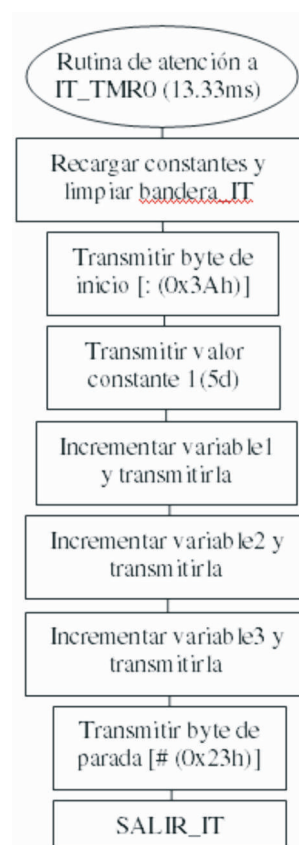 Rutina de atención a
IT_TMR0 (13.33ms)
Recargar constantes y
limpiar bandera_IT
Transmitir byte de
inicio [: (0x3Ah)]
Transmitir valor
constante 1(5d)
Incrementar variable1
y transmitirla
Incrementar variable2 y
transmitirla
Incrementar variable3 y
transmitirla
Transmitir byte de
parada [# (0x23h)]
SALIR_IT